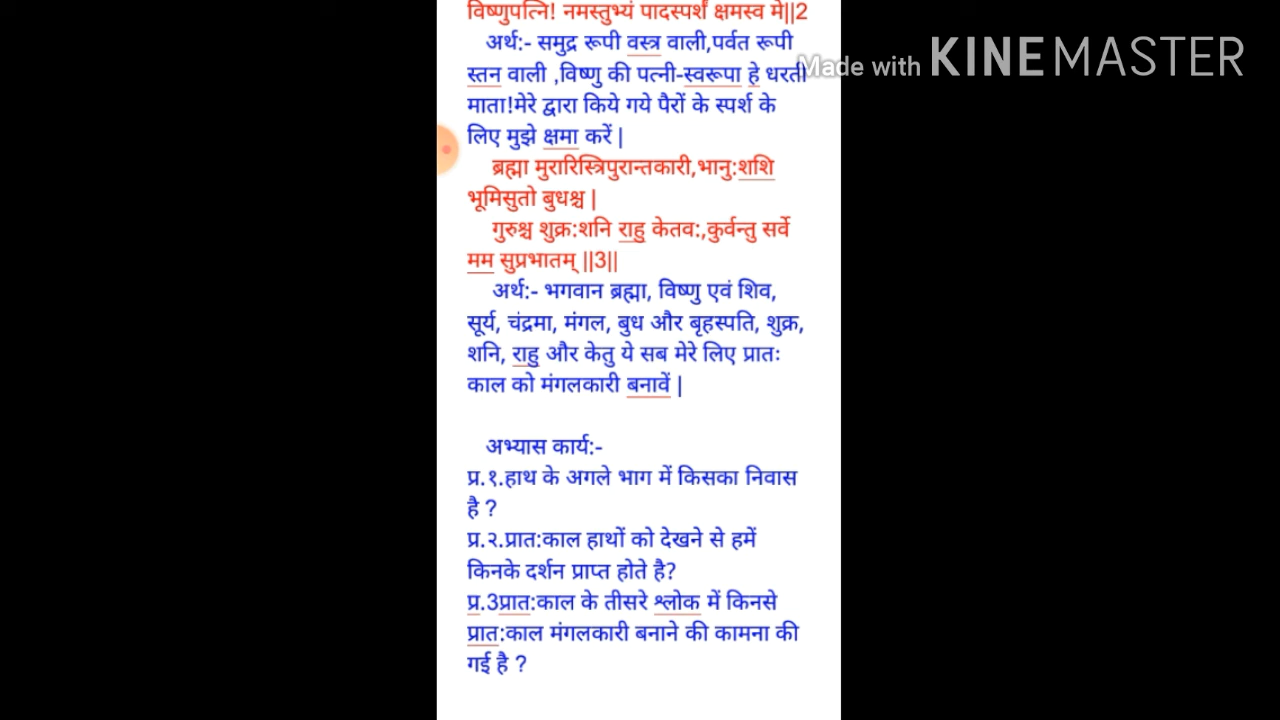 विष्णुपत्नि! नमस्तुभ्यं पादस्पर्शं क्षमस्व मे||2
अर्थ:- समुद्र रूपी वस्त्र वाली,पर्वत रूपी
स्तन वाली ,विष्णु की पत्नी-स्वरूपा हे धरती
माता!मेरे द्वारा किये गये पैरों के स्पर्श के
लिए मुझे क्षमा करें |
ब्रह्मा मुरारिस्त्रिपुरान्तकारी,भानु:शशि
भूमिसुतो बुधश्च |
गुरुश्च शुक्र:शनि राहु केतव:,कुर्वन्तु सर्वे
मम सुप्रभातम् ||3||
अर्थ:- भगवान ब्रह्मा, विष्णु एवं शिव,
सूर्य, चंद्रमा, मंगल, बुध और बृहस्पति, शुक्र,
शनि, राहु और केतु ये सब मेरे लिए प्रातः
काल को मंगलकारी बनावें |
अभ्यास कार्य:-
प्र.१.हाथ के अगले भाग में किसका निवास
है ?
प्र.२.प्रात:काल हाथों को देखने से हमें
किनके दर्शन प्राप्त होते है?
प्र.3प्रात:काल के तीसरे श्लोक में किनसे
प्रात:काल मंगलकारी बनाने की कामना की
गई है ?
Made with KINEMASTER